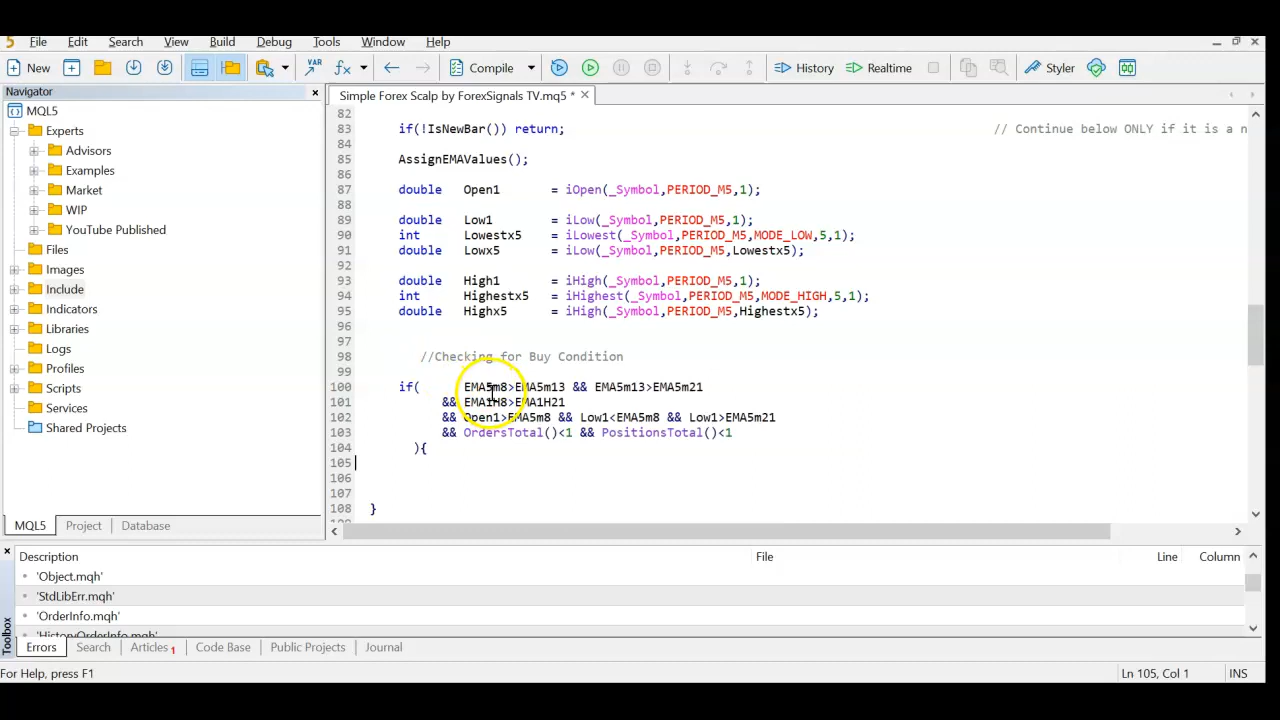 5 File Edit Search View Build Debug Tools Window Help
New VAR fx Compile History Realtime Styler
Navigator
MQL5
Experts
Advisors
Examples
Market
WIP
YouTube Published
Files
Images
Include
Indicators
Libraries
Logs
Profiles
Scripts
Services
Shared Projects
MQL5 Project Database
Simple Forex Scalp by ForexSignals TV.mq5 *
82
83 if(!IsNewBar()) return; // Continue below ONLY if it is a n
84
85 AssignEMAValues();
86
87 double Open1 = iOpen(_Symbol,PERIOD_M5,1);
88
89 double Low1 = iLow(_Symbol,PERIOD_M5,1);
90 int Lowestx5 = iLowest(_Symbol,PERIOD_M5,MODE_LOW,5,1);
91 double Lowx5 = iLow(_Symbol,PERIOD_M5,Lowestx5);
92
93 double High1 = iHigh(_Symbol,PERIOD_M5,1);
94 int Highestx5 = iHighest(_Symbol,PERIOD_M5,MODE_HIGH,5,1);
95 double Highx5 = iHigh(_Symbol,PERIOD_M5,Highestx5);
96
97
98 //Checking for Buy Condition
99
100 if( EMA5m8>EMA5m13 && EMA5m13>EMA5m21
101 && EMA1H8>EMA1H21
102 && Open1>EMA5m8 && Low1<EMA5m8 && Low1>EMA5m21
103 && OrdersTotal()<1 && PositionsTotal()<1
104 ){
105
106
107
108 }
Description File Line Column
'Object.mqh'
'StdLibErr.mqh'
'OrderInfo.mqh'
'HistoryOrderInfo.mqh'
Toolbox
Errors Search Articles 1 Code Base Public Projects Journal
For Help, press F1 Ln 105, Col 1 INS